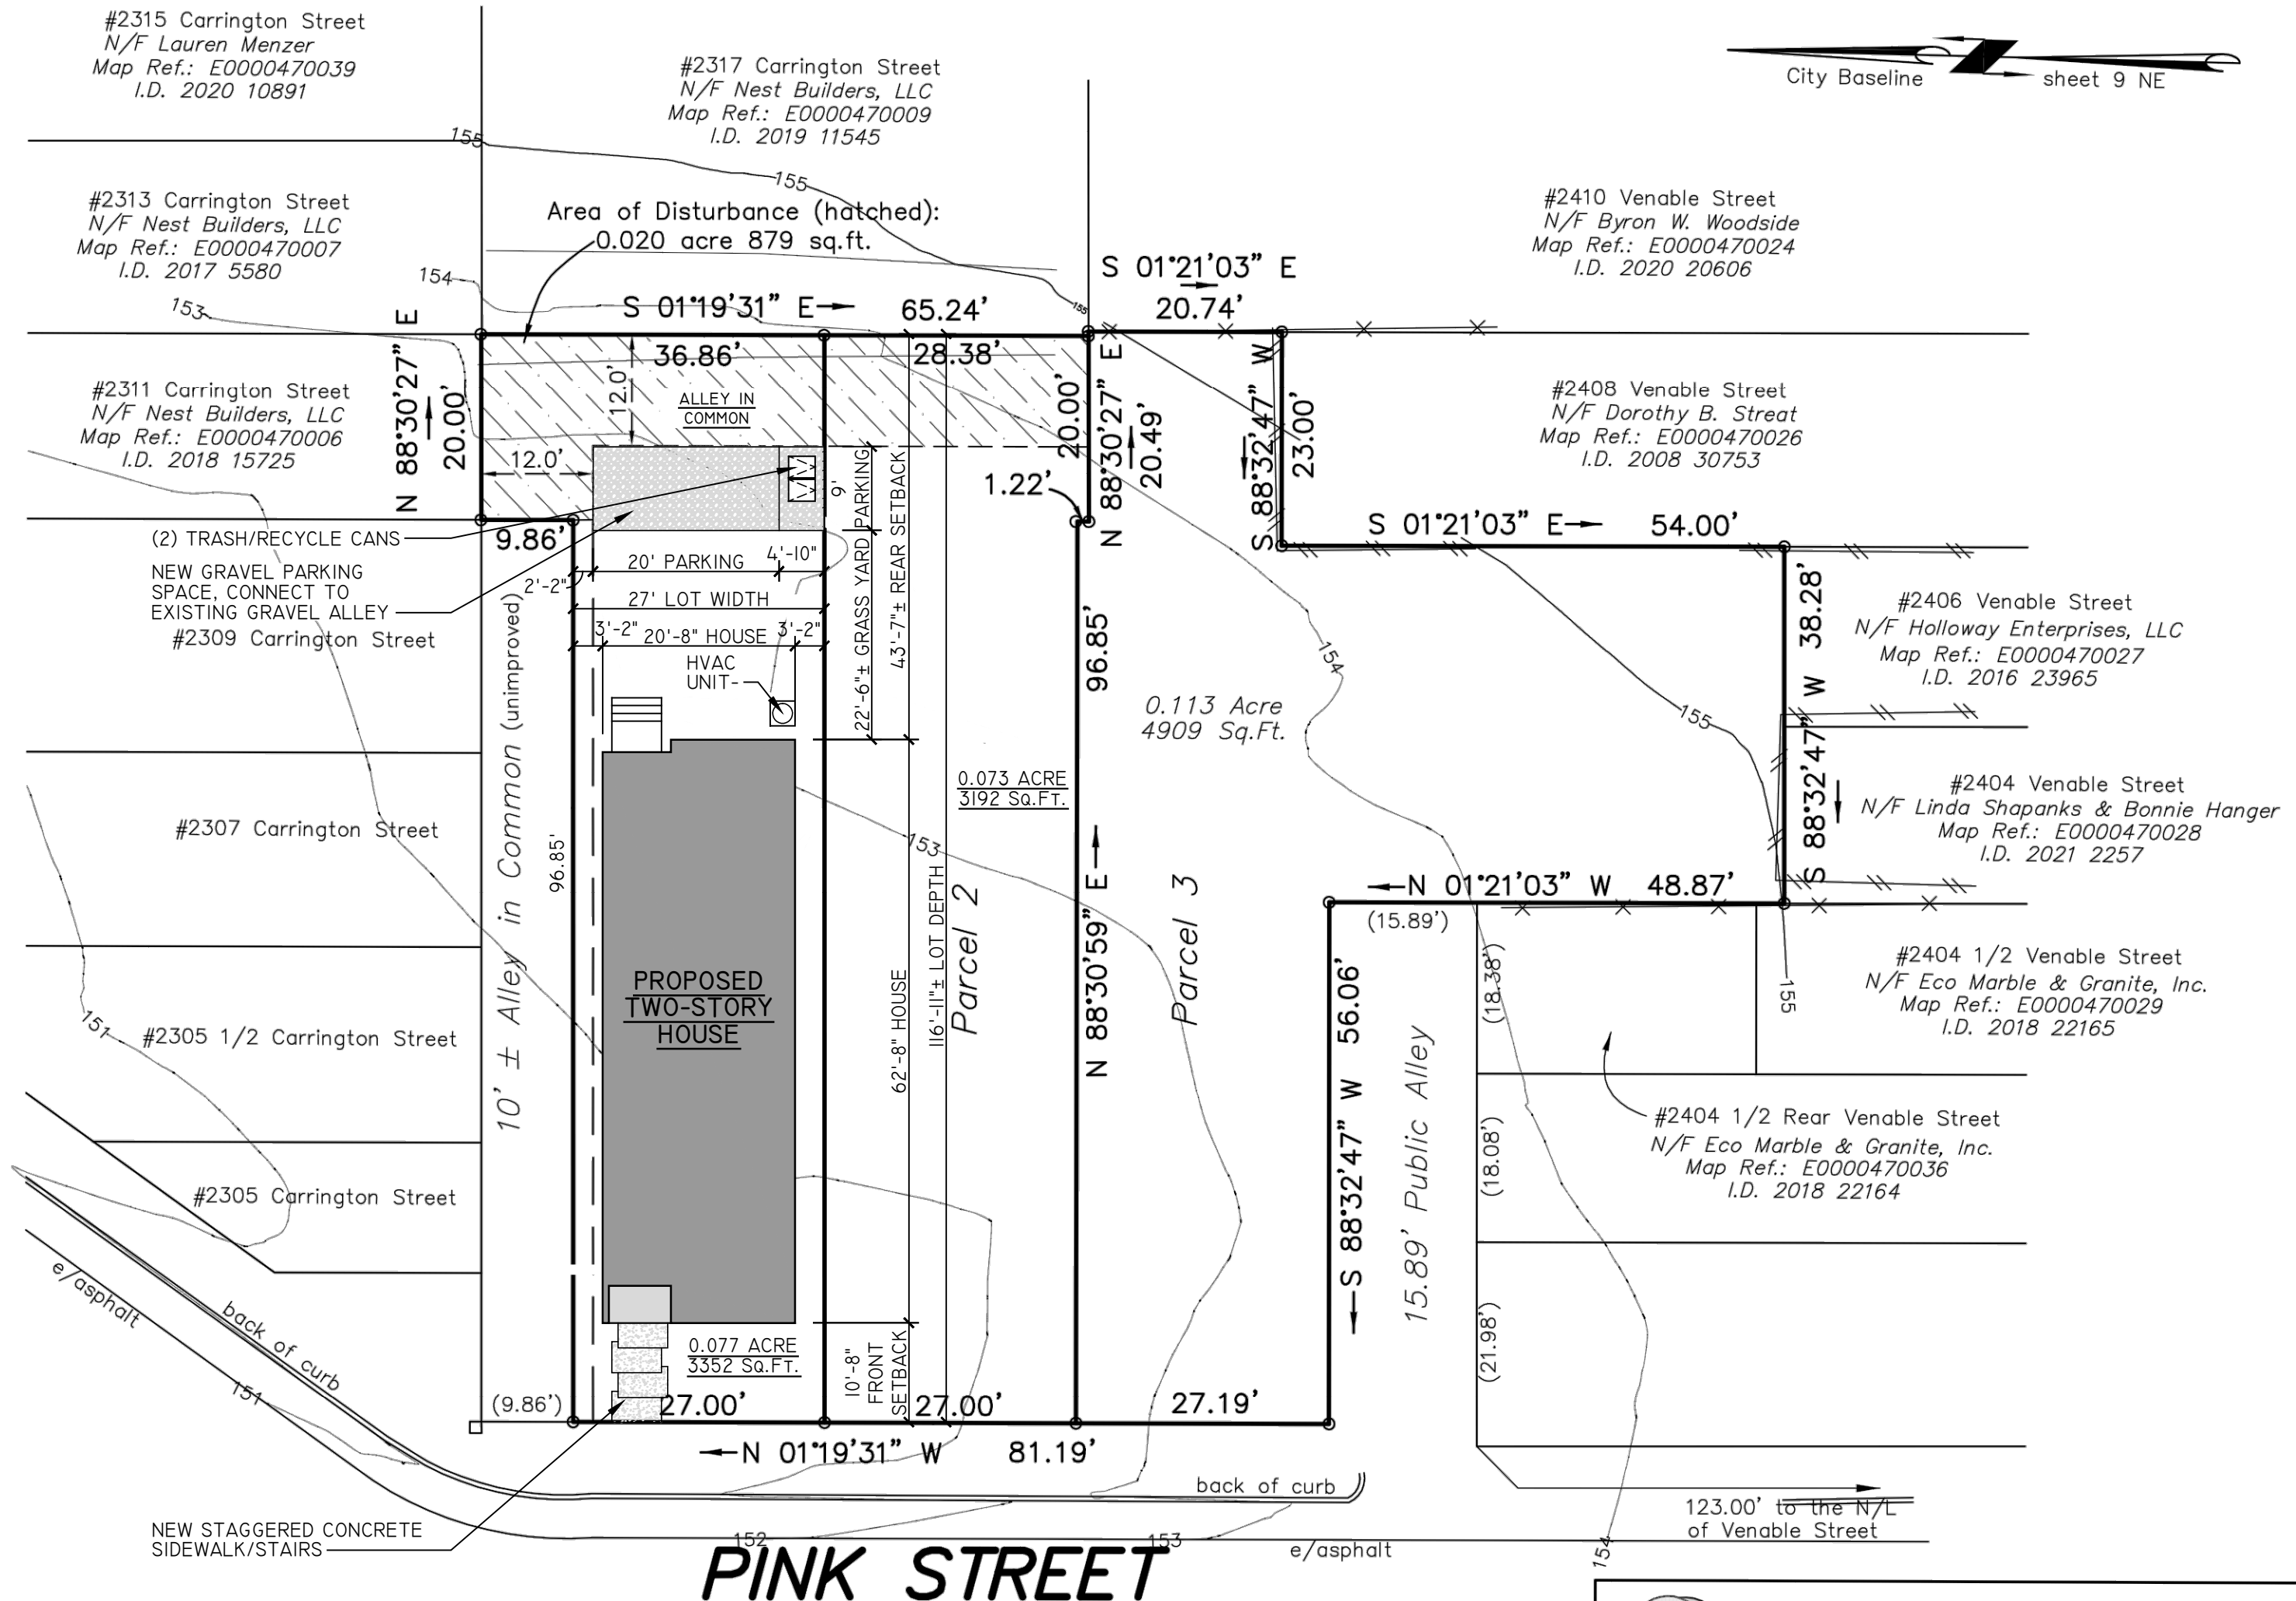 #2315 Carrington Street
N/F Lauren Menzer
Map Ref.: E0000470039
I.D. 2020 10891
#2317 Carrington Street
N/F Nest Builders, LLC
Map Ref.: E0000470009
I.D. 2019 11545
City Baseline
sheet 9 NE
155
155
#2313 Carrington Street
N/F Nest Builders, LLC
Map Ref.: E0000470007
I.D. 2017 5580
Area of Disturbance (hatched):
0.020 acre 879 sq.ft.
#2410 Venable Street
N/F Byron W. Woodside
Map Ref.: E0000470024
I.D. 2020 20606
154
153
155
S 01°19'31" E
65.24'
S 01°21'03" E
20.74'
36.86'
28.38'
N 88°30'27" E
20.00'
12.0'
ALLEY IN
COMMON
12.0'
20.00'
N 88°30'27" E
20.49'
1.22'
S 88°32'47" W
23.00'
#2311 Carrington Street
N/F Nest Builders, LLC
Map Ref.: E0000470006
I.D. 2018 15725
#2408 Venable Street
N/F Dorothy B. Streat
Map Ref.: E0000470026
I.D. 2008 30753
S 01°21'03" E
54.00'
(2) TRASH/RECYCLE CANS
NEW GRAVEL PARKING
SPACE, CONNECT TO
EXISTING GRAVEL ALLEY
9.86'
9'
20' PARKING
4'-10"
2'-2"
27' LOT WIDTH
3'-2"
20'-8" HOUSE
3'-2"
HVAC
UNIT-
22'-6"± GRASS YARD PARKING
43'-7"± REAR SETBACK
#2309 Carrington Street
#2307 Carrington Street
#2305 1/2 Carrington Street
#2305 Carrington Street
10' ± Alley in Common (unimproved)
96.85'
96.85'
N 88°30'59" E
0.113 Acre
4909 Sq.Ft.
154
155
S 88°32'47" W 38.28'
#2406 Venable Street
N/F Holloway Enterprises, LLC
Map Ref.: E0000470027
I.D. 2016 23965
#2404 Venable Street
N/F Linda Shapanks & Bonnie Hanger
Map Ref.: E0000470028
I.D. 2021 2257
0.073 ACRE
3192 SQ.FT.
153
N 01°21'03" W
48.87'
(15.89')
PROPOSED
TWO-STORY
HOUSE
62'-8" HOUSE
116'-11"± LOT DEPTH
Parcel 2
Parcel 3
S 88°32'47" W 56.06'
15.89' Public Alley
(18.38')
(18.08')
(21.98')
155
#2404 1/2 Venable Street
N/F Eco Marble & Granite, Inc.
Map Ref.: E0000470029
I.D. 2018 22165
#2404 1/2 Rear Venable Street
N/F Eco Marble & Granite, Inc.
Map Ref.: E0000470036
I.D. 2018 22164
151
e/asphalt
back of curb
151
0.077 ACRE
3352 SQ.FT.
10'-8"
FRONT
SETBACK
(9.86')
27.00'
27.00'
27.19'
N 01°19'31" W
81.19'
back of curb
123.00' to the N/L
of Venable Street
NEW STAGGERED CONCRETE
SIDEWALK/STAIRS
152
153
e/asphalt
154
PINK STREET